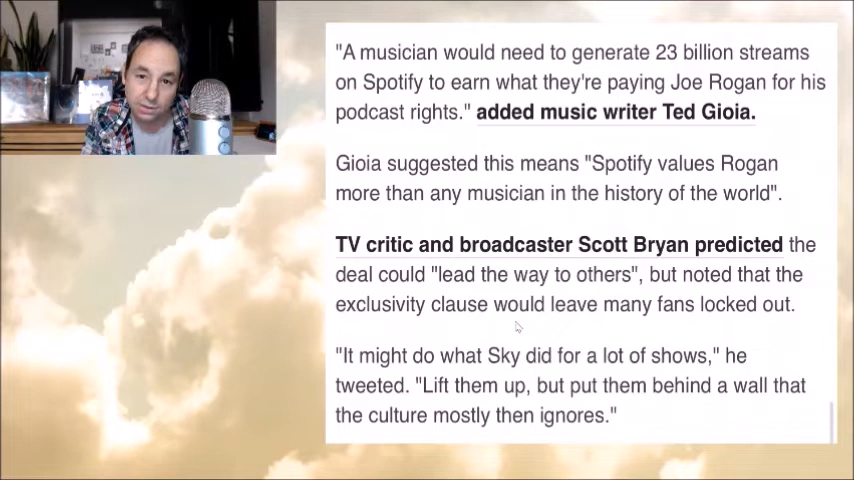 "A musician would need to generate 23 billion streams
on Spotify to earn what they're paying Joe Rogan for his
podcast rights." added music writer Ted Gioia.
Gioia suggested this means "Spotify values Rogan
more than any musician in the history of the world".
TV critic and broadcaster Scott Bryan predicted the
deal could "lead the way to others", but noted that the
exclusivity clause would leave many fans locked out.
"It might do what Sky did for a lot of shows," he
tweeted. "Lift them up, but put them behind a wall that
the culture mostly then ignores."